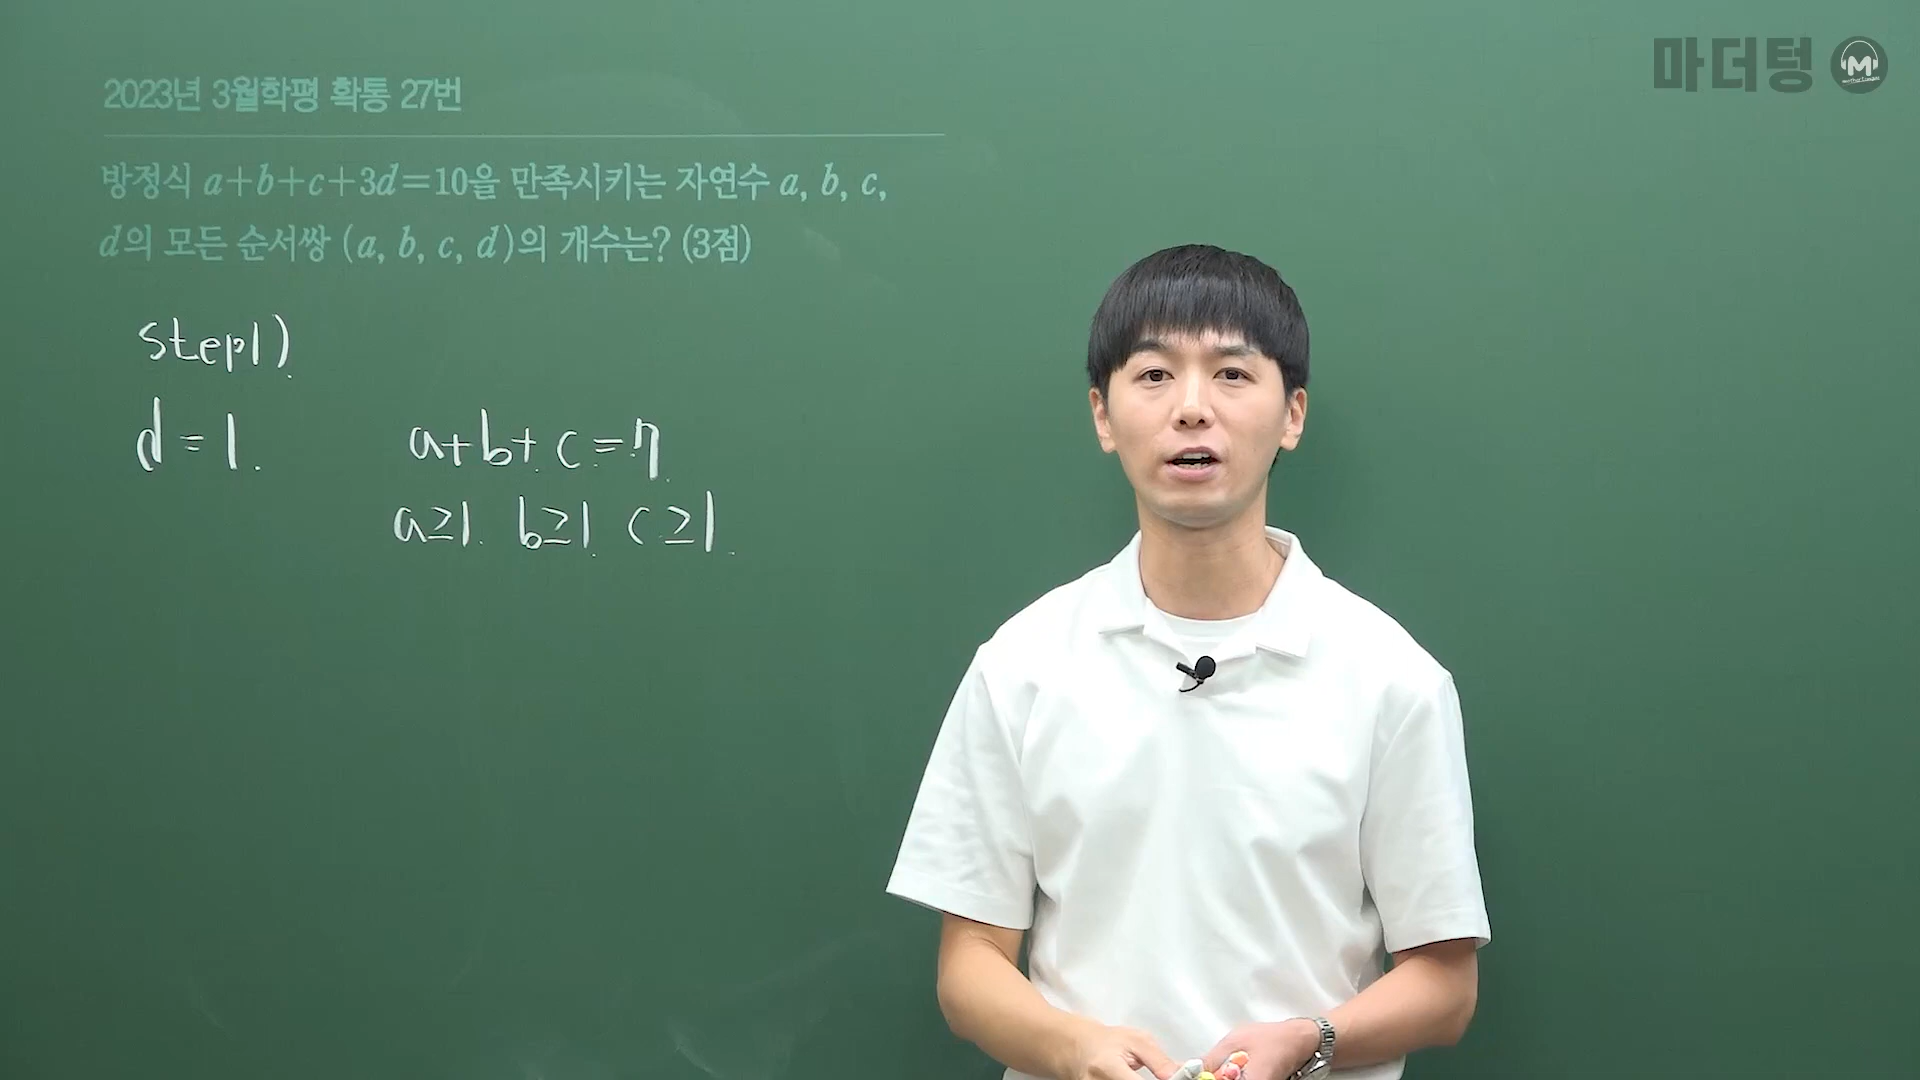 마더텅 M
2023년 3월학평 확통 27번
방정식 a+b+c+3d=10을 만족시키는 자연수 a, b, c,
d의 모든 순서쌍 (a, b, c, d)의 개수는? (3점)
step1)
d=1. a+b+c=7.
a≥1. b≥1. c≥1.